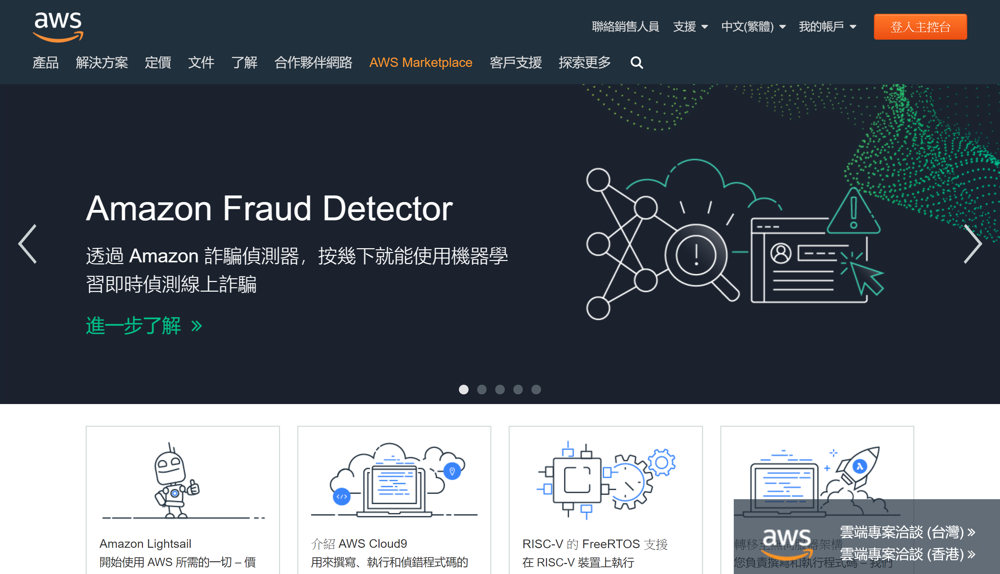 aws
聯絡銷售人員 支援 中文(繁體) 我的帳戶 登入主控台
產品 解決方案 定價 文件 了解 合作夥伴網路 AWS Marketplace 客戶支援 探索更多
Amazon Fraud Detector
透過 Amazon 詐騙偵測器，按幾下就能使用機器學
習即時偵測線上詐騙
進一步了解 »
Amazon Lightsail
開始使用 AWS 所需的一切 – 價
介紹 AWS Cloud9
用來撰寫、執行和偵錯程式碼的
RISC-V 的 FreeRTOS 支援
在 RISC-V 裝置上執行
轉移至無伺服器架構
您負責撰寫和執行程式碼 – 我們
aws
雲端專案洽談 (台灣) »
雲端專案洽談 (香港) »